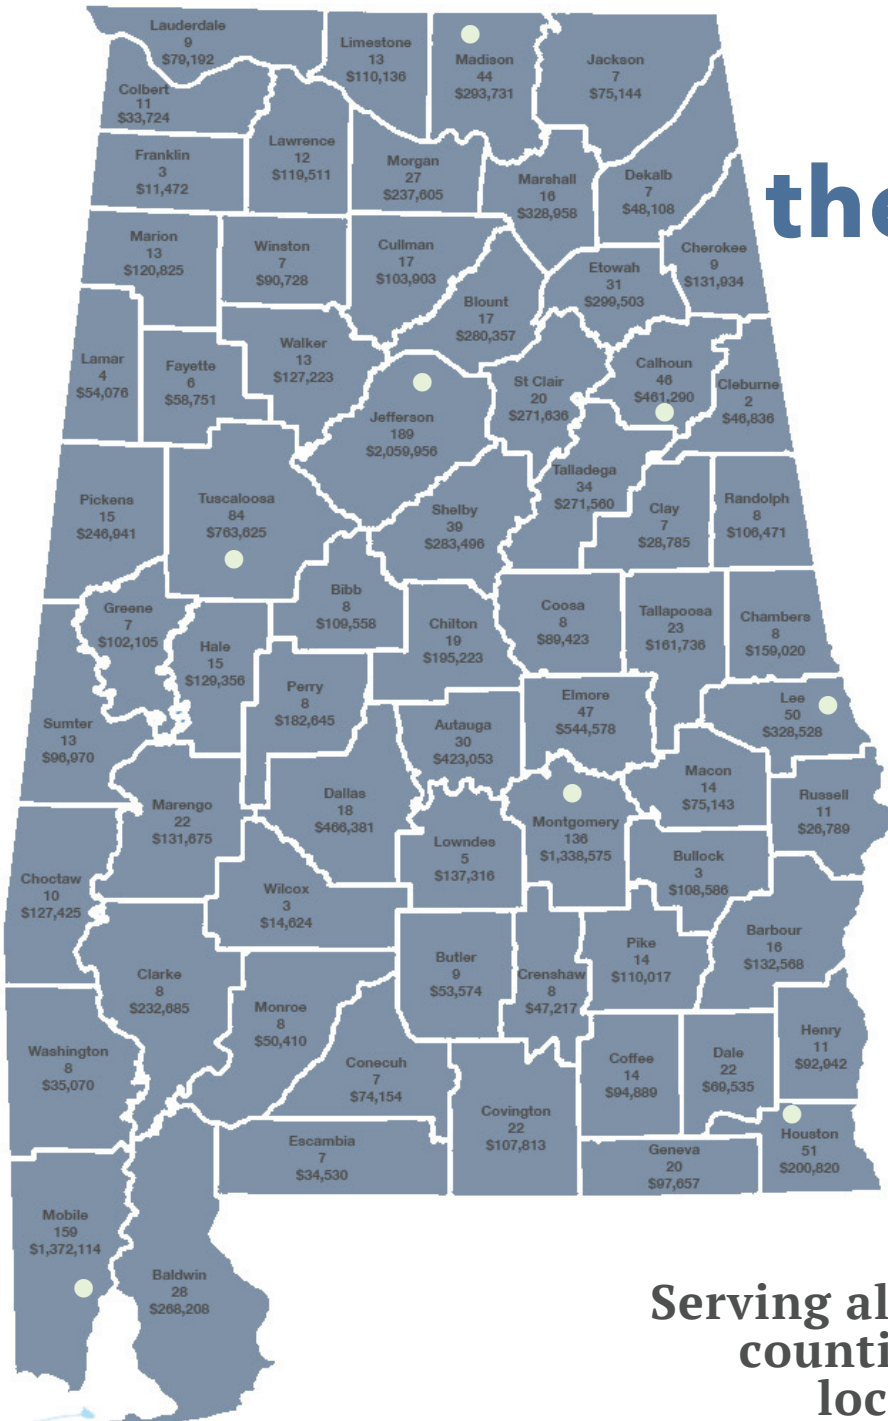 Lauderdale
9
$79,192
Limestone
13
$110,136
Madison
44
$293,731
Jackson
7
$75,144
Colbert
11
$33,724
Lawrence
12
$119,511
Franklin
3
$11,472
Morgan
27
$237,605
Marshall
16
$328,958
Dekalb
7
$48,108
the
Marion
13
$120,825
Winston
7
$90,728
Cullman
17
$103,903
Cherokee
9
$131,934
Etowah
31
$299,503
Blount
17
$280,357
Lamar
4
$54,076
Fayette
6
$58,751
Walker
13
$127,223
St Clair
20
$271,636
Calhoun
46
$461,290
Cleburne
2
$46,836
Jefferson
189
$2,059,956
Talladega
34
$271,560
Pickens
15
$246,941
Tuscaloosa
84
$763,625
Shelby
39
$283,496
Clay
7
$28,785
Randolph
8
$106,471
Bibb
8
$109,558
Greene
7
$102,105
Hale
15
$129,356
Chilton
19
$195,223
Coosa
8
$89,423
Tallapoosa
23
$161,736
Chambers
8
$159,020
Perry
8
$182,645
Elmore
47
$544,578
Lee
50
$328,528
Sumter
13
$96,970
Autauga
30
$423,053
Marengo
22
$131,675
Dallas
18
$466,381
Macon
14
$75,143
Russell
11
$26,789
Montgomery
136
$1,338,575
Lowndes
5
$137,316
Bullock
3
$108,586
Choctaw
10
$127,425
Wilcox
3
$14,624
Barbour
16
$132,568
Clarke
8
$232,685
Butler
9
$53,574
Crenshaw
8
$47,217
Pike
14
$110,017
Monroe
8
$50,410
Washington
8
$35,070
Conecuh
7
$74,154
Coffee
14
$94,889
Dale
22
$69,535
Henry
11
$92,942
Covington
22
$107,813
Escambia
7
$34,530
Geneva
20
$97,657
Houston
51
$200,820
Mobile
159
$1,372,114
Baldwin
28
$268,208
Serving al
counti
loc